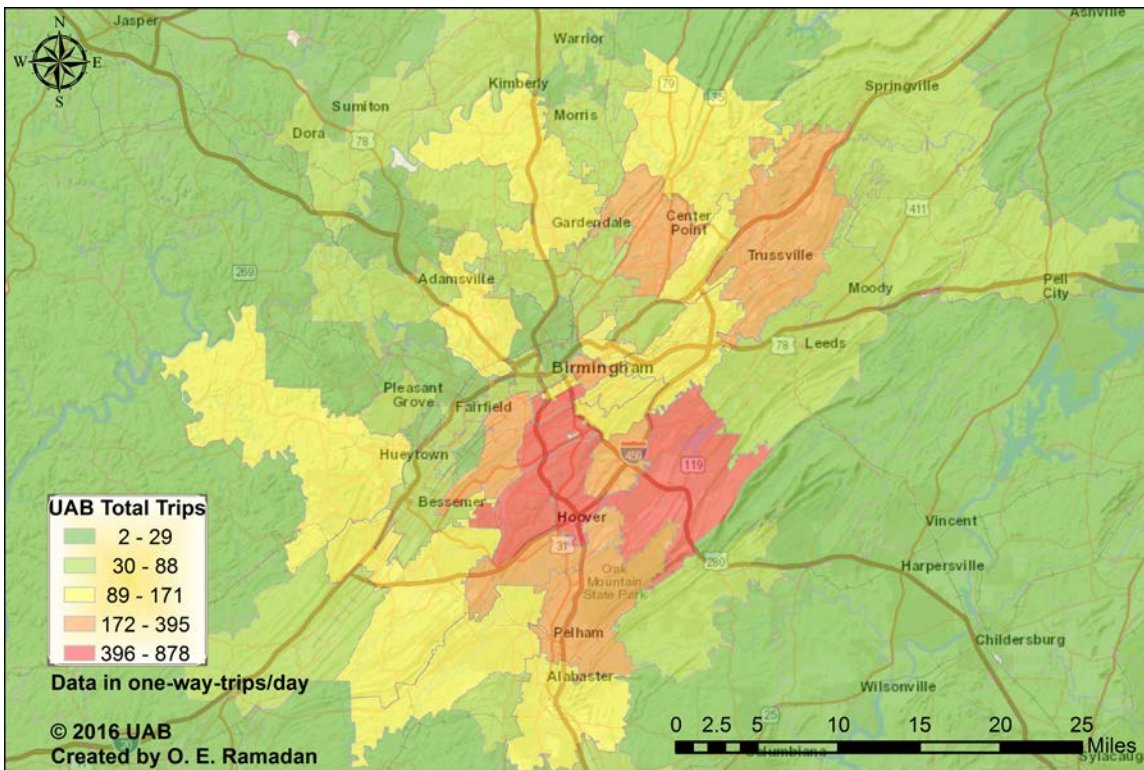 N
W E
S
Jasper
Ashville
Warrior
Kimberly
79
75
Springville
Sumiton
Morris
Dora
78
411
Gardendale
Center
Point
Trussville
269
Adamsville
Moody
Pell
City
78
Leeds
Birmingham
Pleasant
Grove
Fairfield
Hueytown
459
119
Bessemer
Hoover
31
Vincent
280
Harpersville
Oak
Mountain
State Park
Pelham
Childersburg
Alabaster
Wilsonville
25
Columbiana
Sylacaug
UAB Total Trips
2 - 29
30 - 88
89 - 171
172 - 395
396 - 878
Data in one-way-trips/day
© 2016 UAB
Created by O. E. Ramadan
0 2.5 5 10 15 20 25
Miles